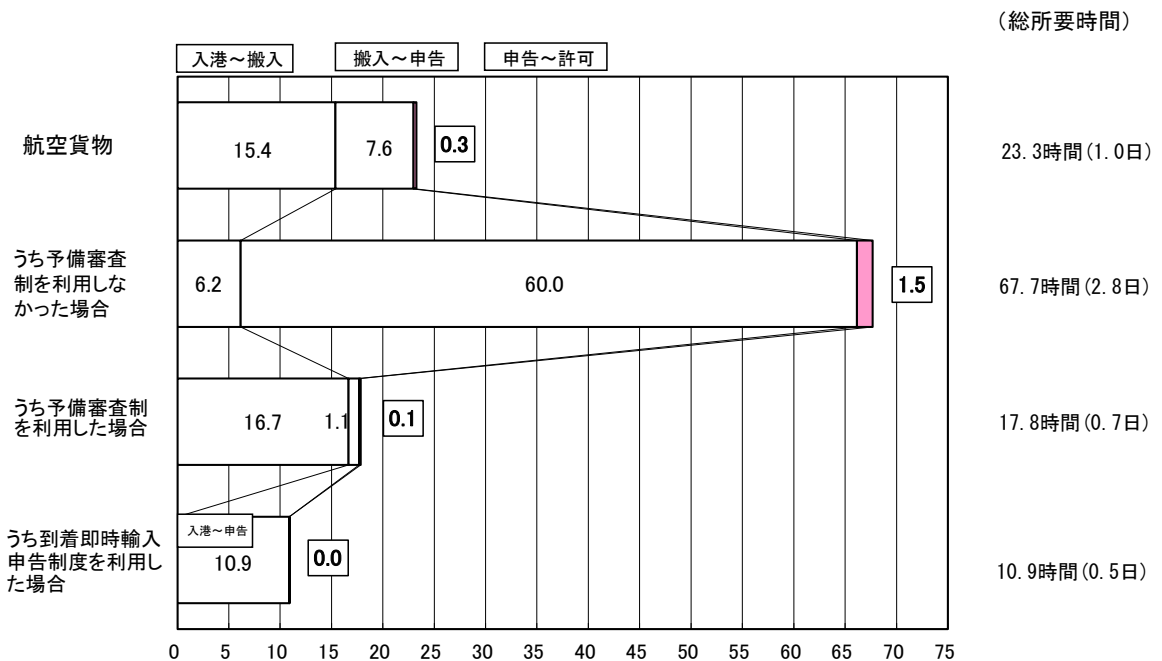 （総所要時間）
入港～搬入 搬入～申告 申告～許可
航空貨物
15.4 7.6 0.3
23.3時間(1.0日)
うち予備審査
制を利用しな
かった場合
6.2 60.0 1.5
67.7時間(2.8日)
うち予備審査制
を利用した場合
16.7 1.1 0.1
17.8時間(0.7日)
うち到着即時輸入
申告制度を利用し
た場合
入港～申告
10.9 0.0
10.9時間(0.5日)
0 5 10 15 20 25 30 35 40 45 50 55 60 65 70 75